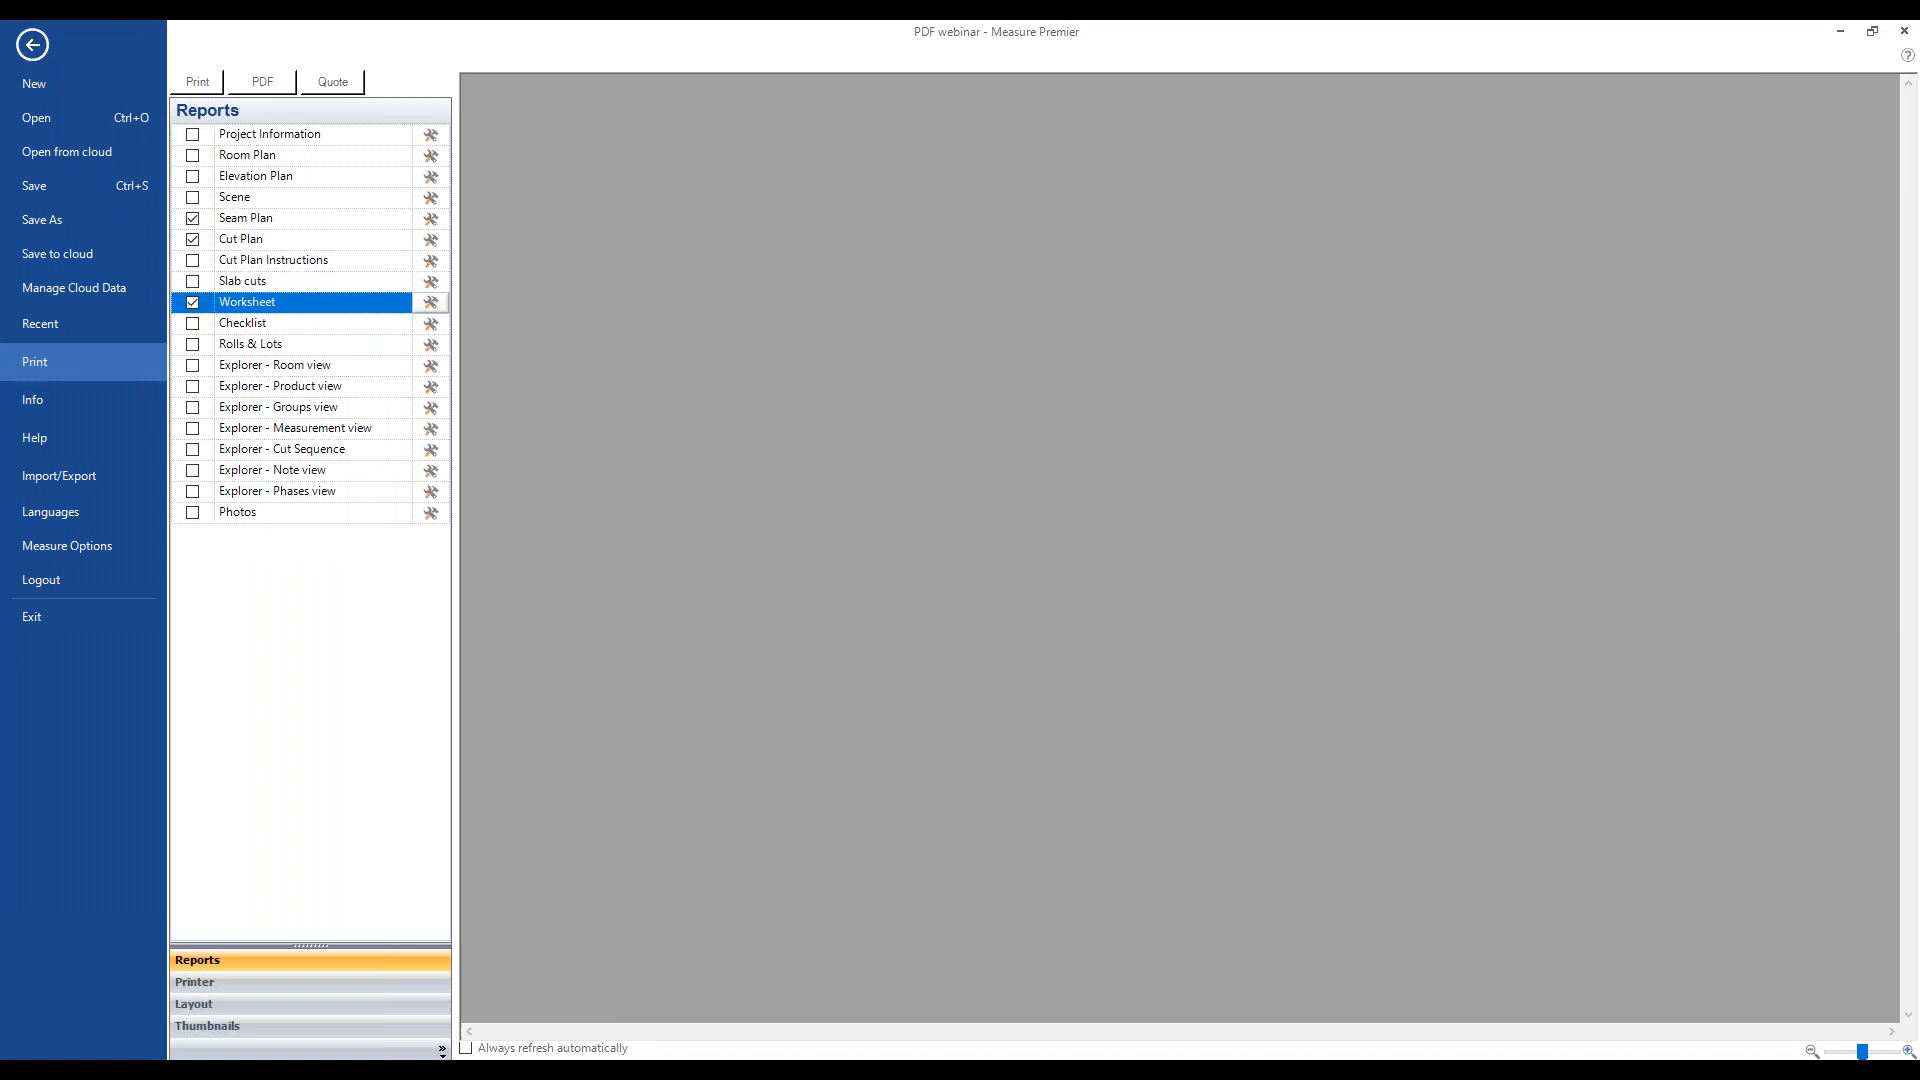 PDF webinar - Measure Premier
New
Open Ctrl+O
Open from cloud
Save Ctrl+S
Save As
Save to cloud
Manage Cloud Data
Recent
Print
Info
Help
Import/Export
Languages
Measure Options
Logout
Exit
Print PDF Quote
Reports
Project Information
Room Plan
Elevation Plan
Scene
Seam Plan
Cut Plan
Cut Plan Instructions
Slab cuts
Worksheet
Checklist
Rolls & Lots
Explorer - Room view
Explorer - Product view
Explorer - Groups view
Explorer - Measurement view
Explorer - Cut Sequence
Explorer - Note view
Explorer - Phases view
Photos
Reports
Printer
Layout
Thumbnails
Always refresh automatically